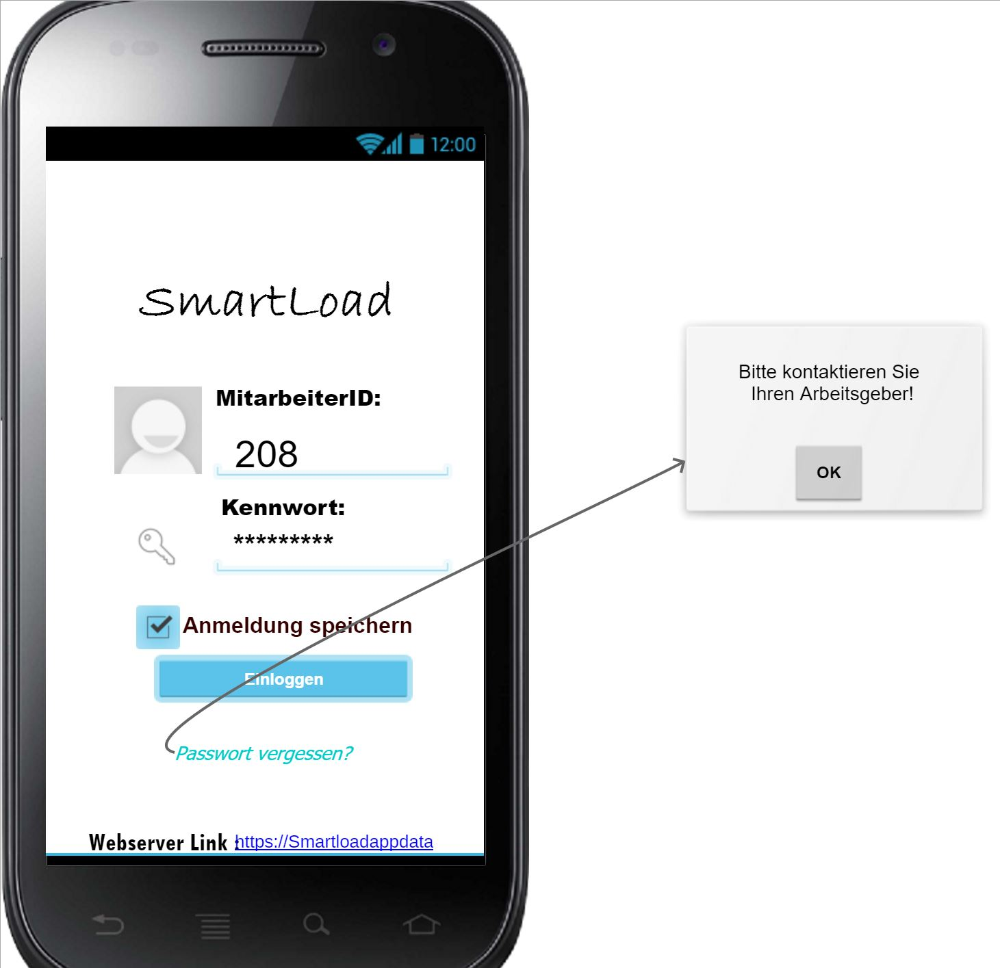 12:00
SmartLoad
MitarbeiterID:
208
Kennwort:
*********
Anmeldung speichern
Einloggen
Passwort vergessen?
Webserver Link : https://Smartloadappdata
Bitte kontaktieren Sie
Ihren Arbeitsgeber!
OK